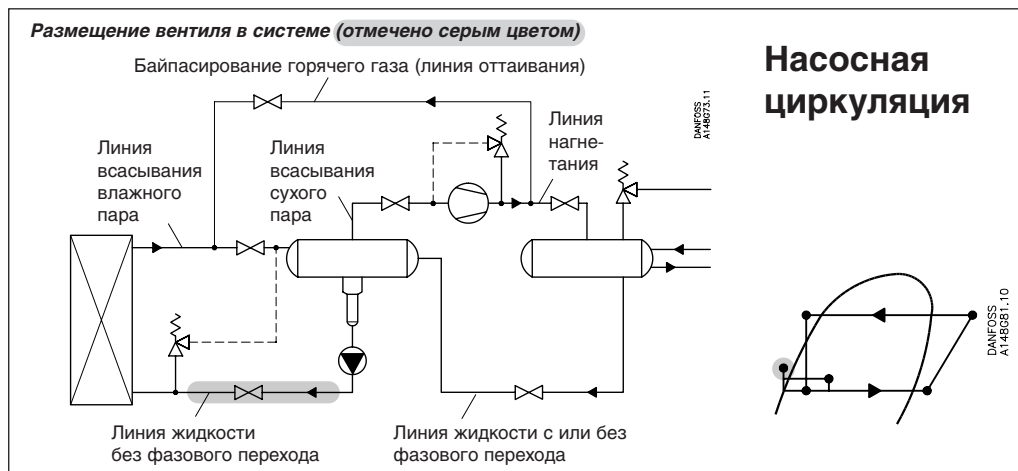 Размещение вентиля в системе (отмечено серым цветом)
Байпасирование горячего газа (линия оттаивания)
Насосная
циркуляция
DANFOSS
A148G73.11
Линия
всасывания
влажного
пара
Линия
всасывания
сухого
пара
Линия
нагне-
тания
DANFOSS
A148G81.10
Линия жидкости
без фазового перехода
Линия жидкости с или без
фазового перехода